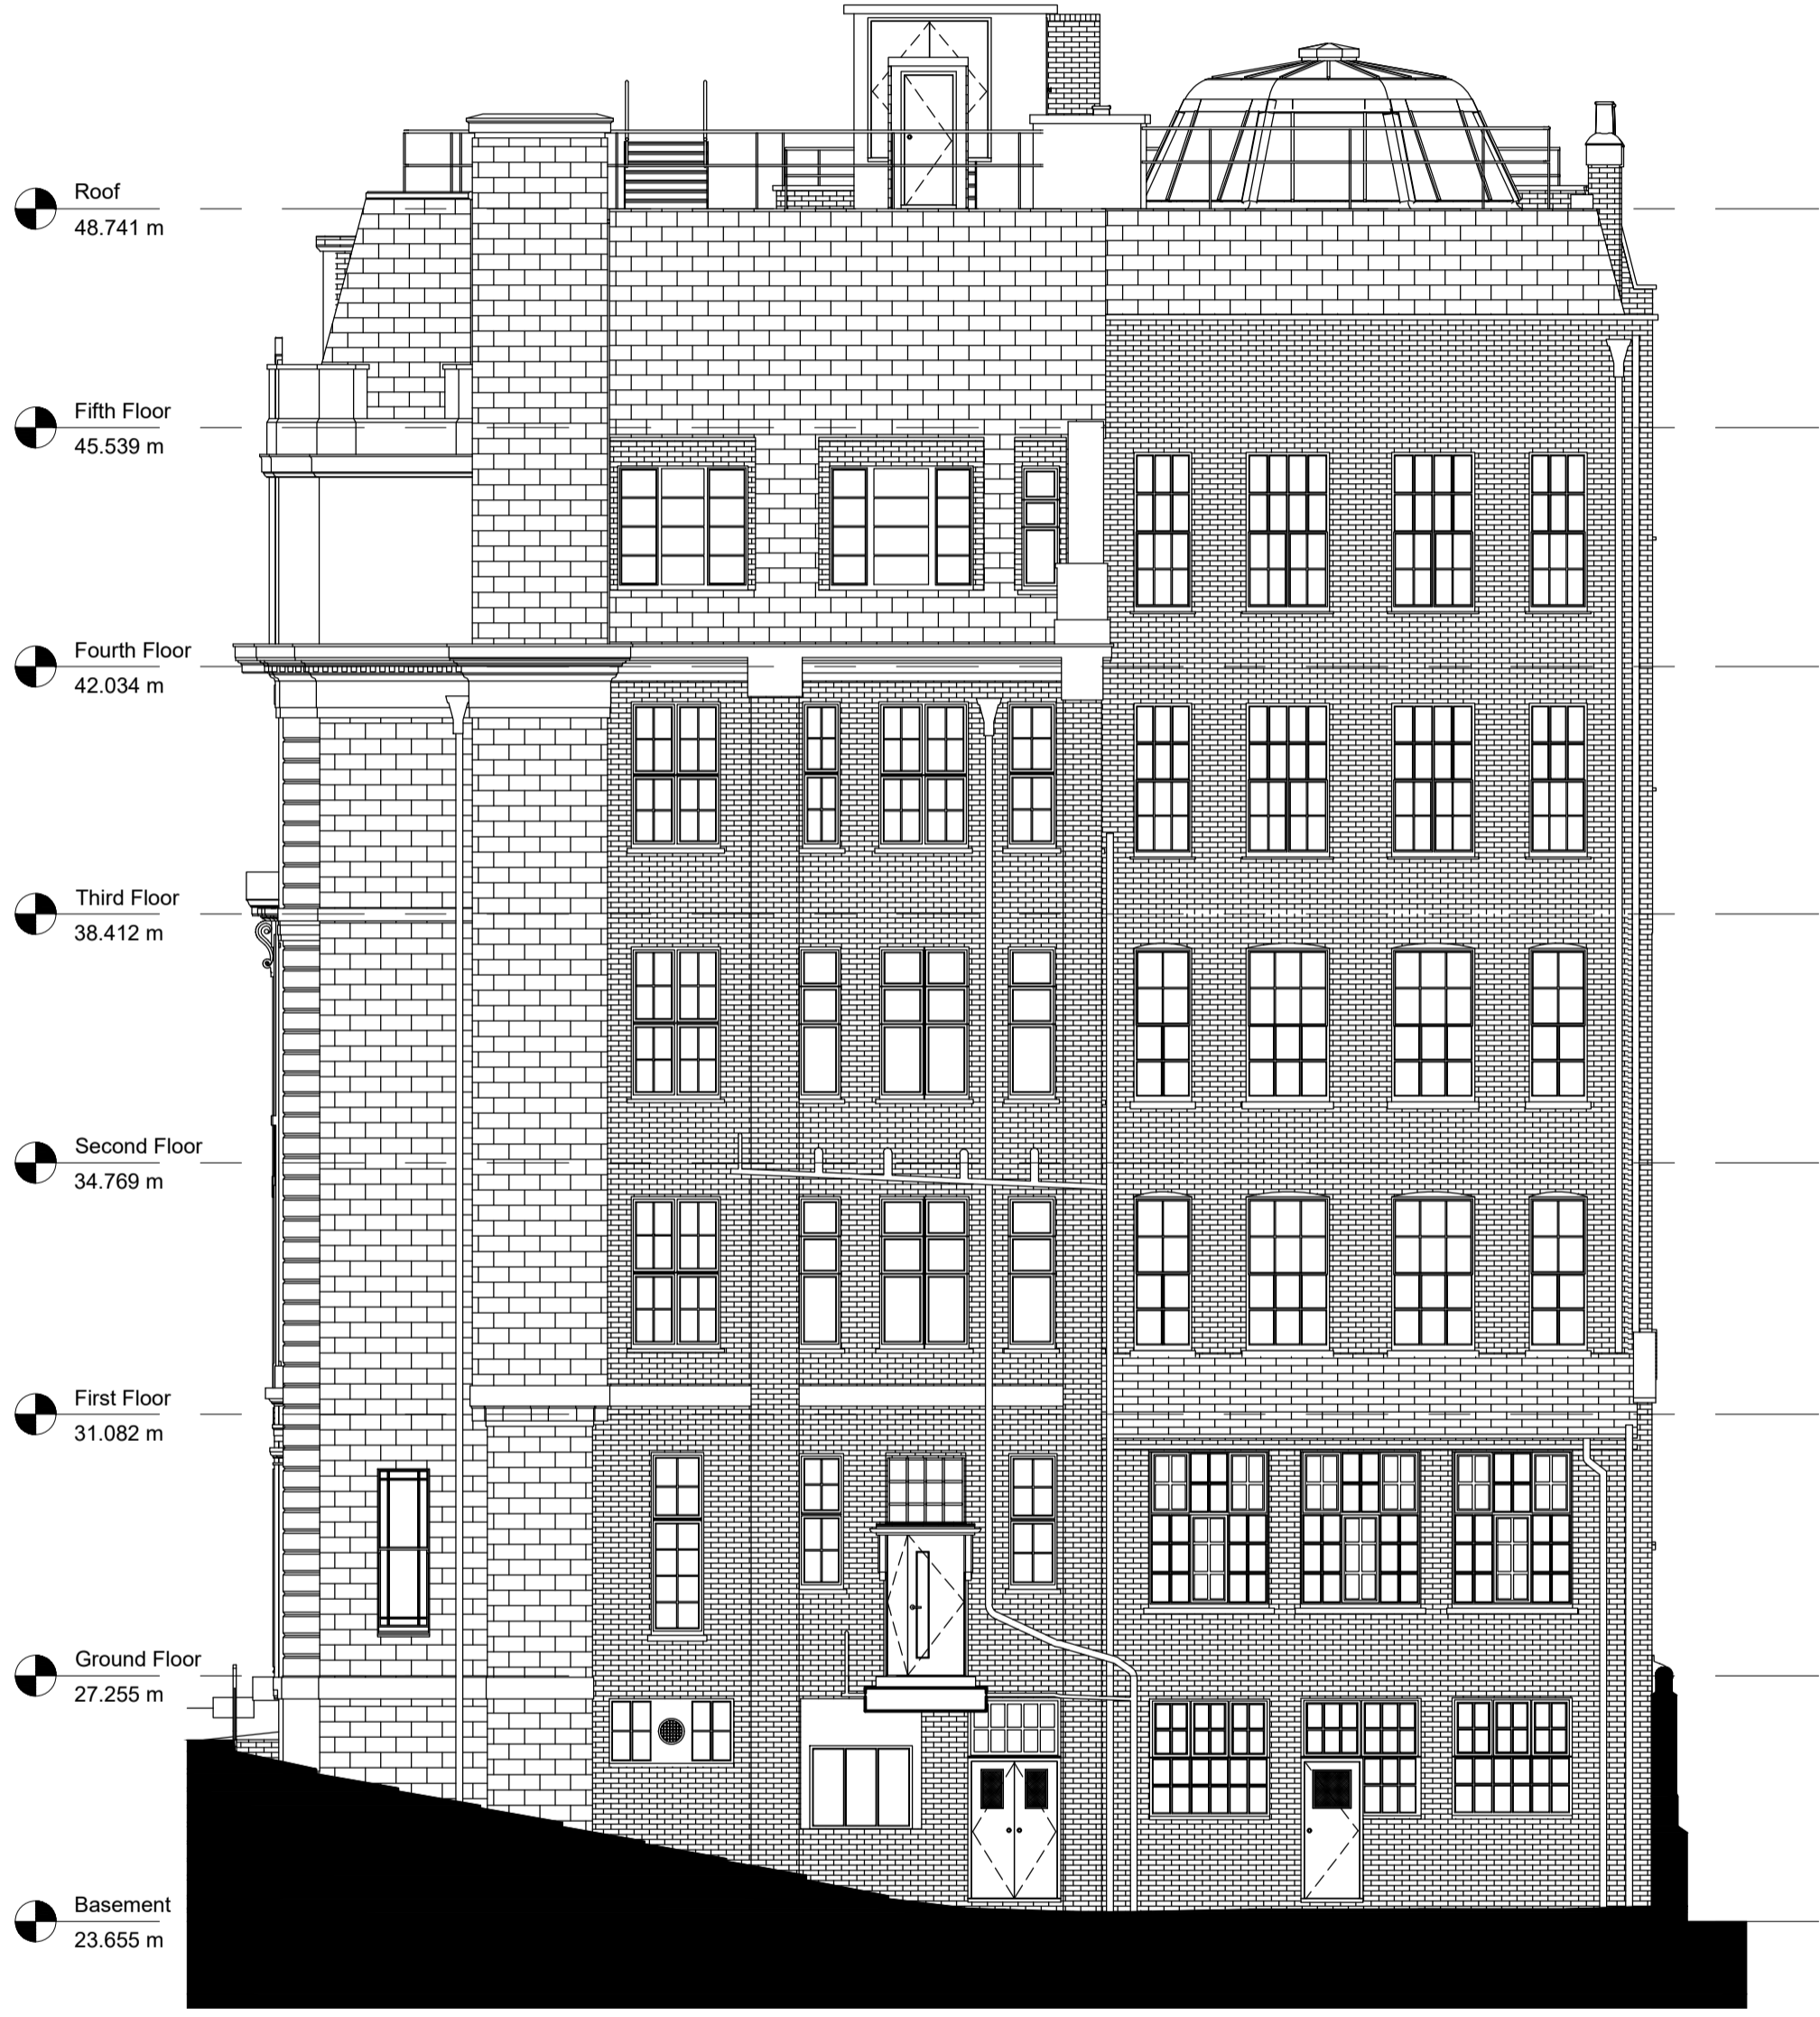 Roof
48.741 m
Fifth Floor
45.539 m
Fourth Floor
42.034 m
Third Floor
38.412 m
Second Floor
34.769 m
First Floor
31.082 m
Ground Floor
27.255 m
Basement
23.655 m